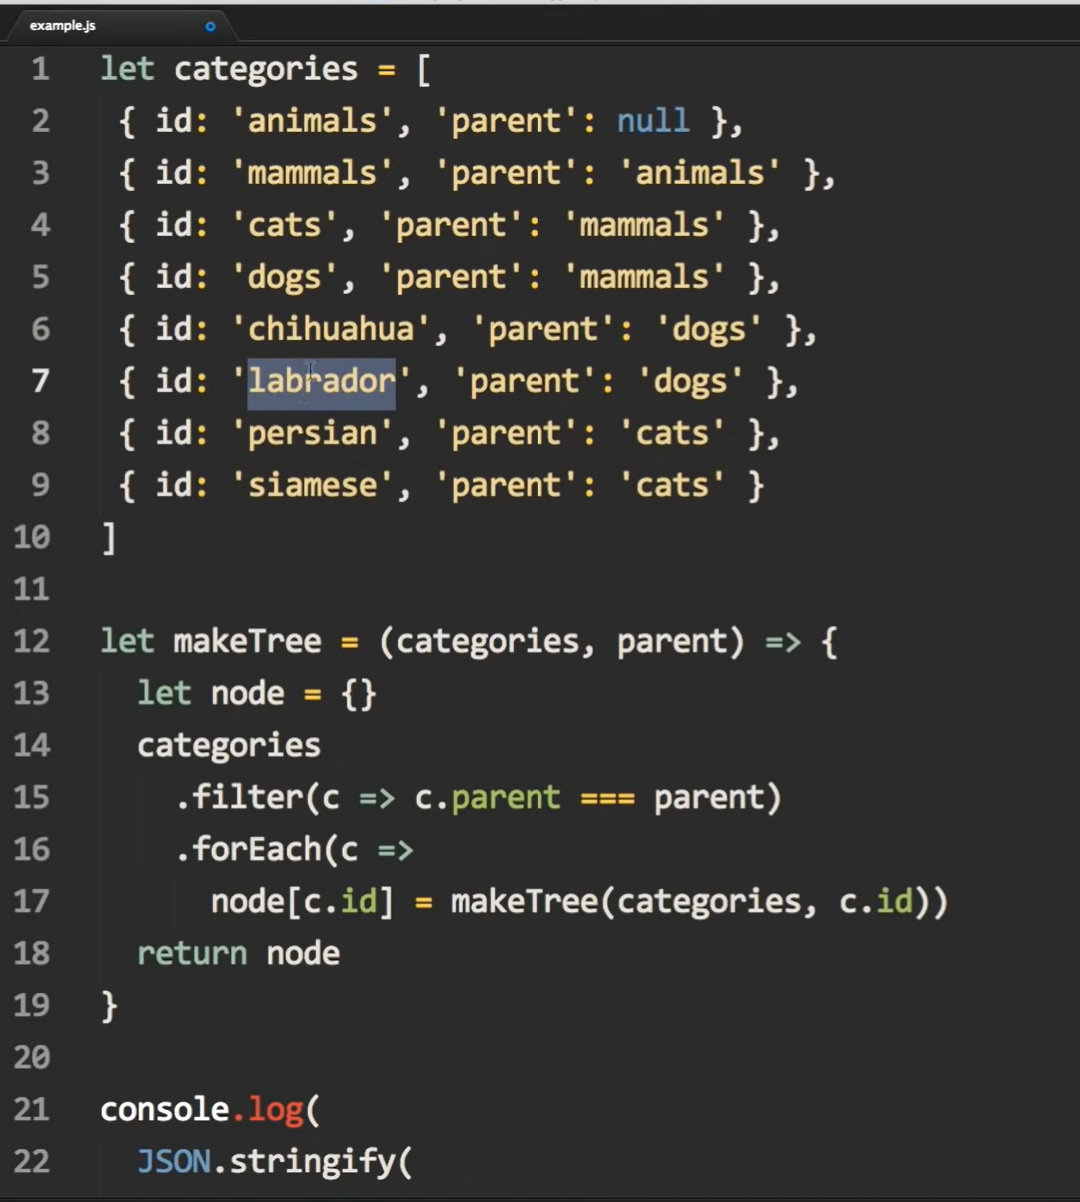 example.js
1 let categories = [
2 { id: 'animals', 'parent': null },
3 { id: 'mammals', 'parent': 'animals' },
4 { id: 'cats', 'parent': 'mammals' },
5 { id: 'dogs', 'parent': 'mammals' },
6 { id: 'chihuahua', 'parent': 'dogs' },
7 { id: 'labrador', 'parent': 'dogs' },
8 { id: 'persian', 'parent': 'cats' },
9 { id: 'siamese', 'parent': 'cats' }
10 ]
11
12 let makeTree = (categories, parent) => {
13 let node = {}
14 categories
15 .filter(c => c.parent === parent)
16 .forEach(c =>
17 node[c.id] = makeTree(categories, c.id))
18 return node
19 }
20
21 console.log(
22 JSON.stringify(